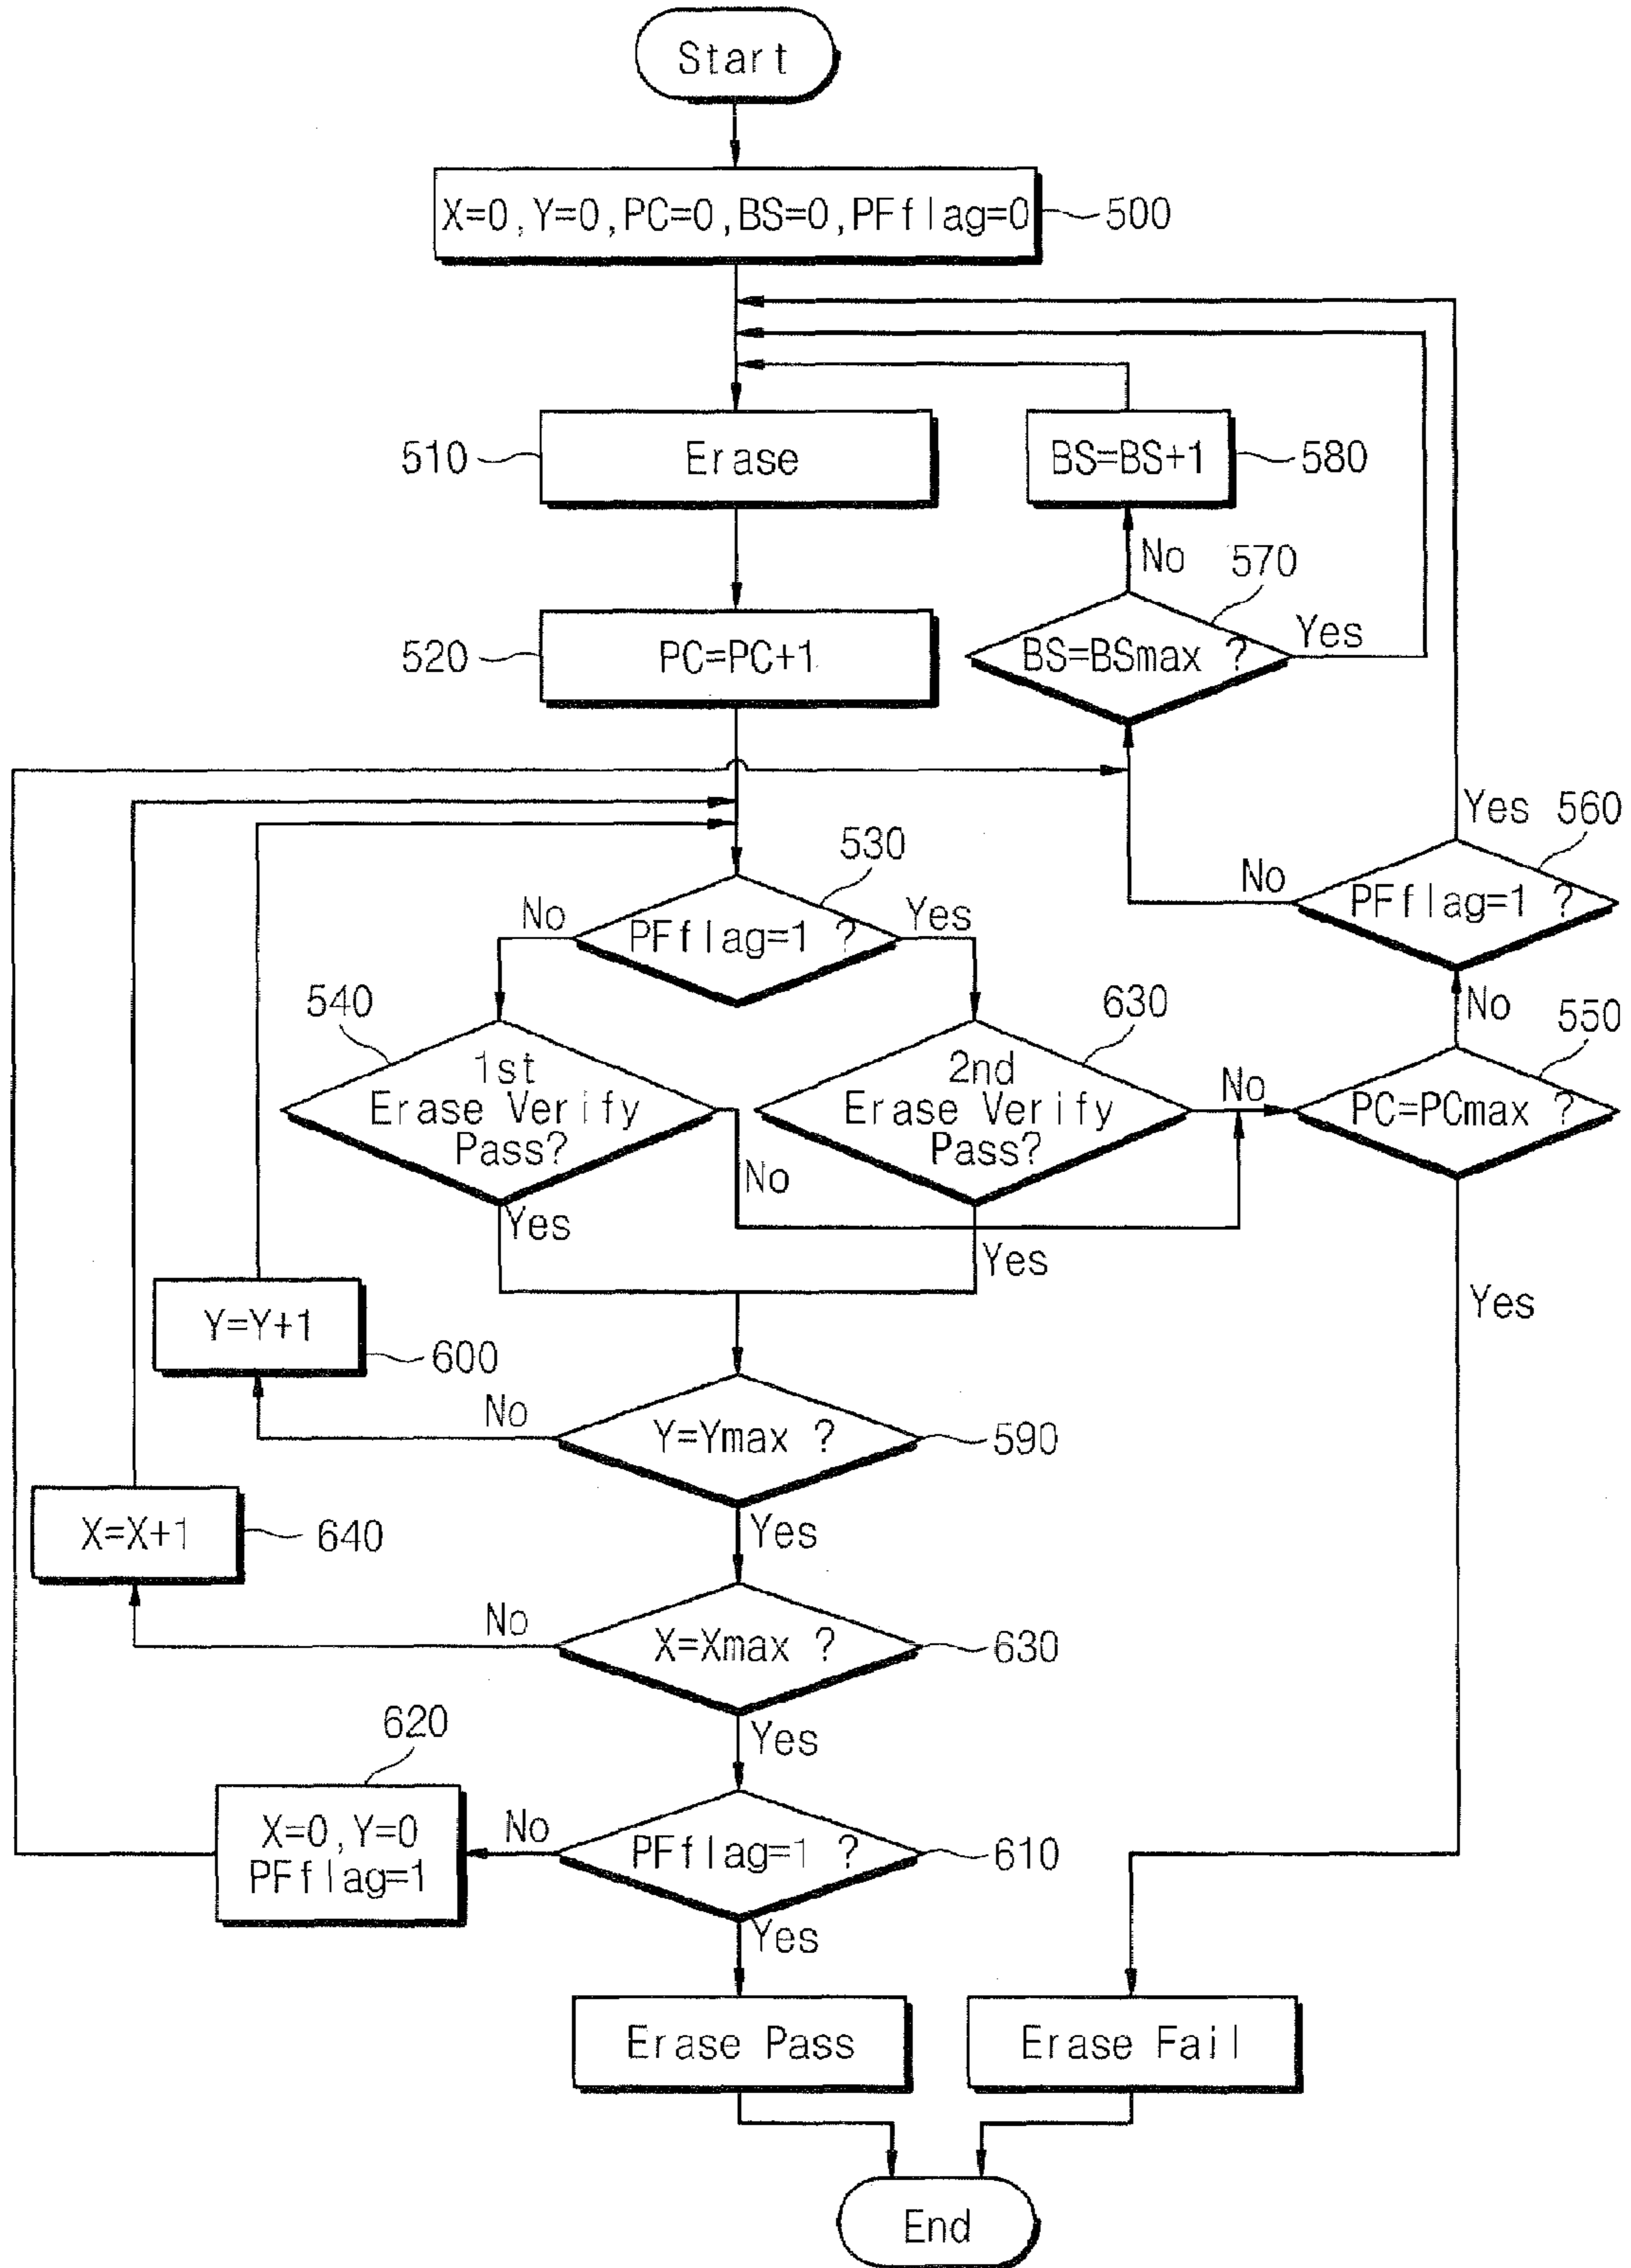 Start
X=0,Y=0,PC=0,BS=0,PFflag=0
500
510
Erase
BS=BS+1
580
No
570
520
PC=PC+1
BS=BSmax ?
Yes
530
Yes
560
No
PFflag=1 ?
Yes
No
PFflag=1 ?
540
630
No
550
1st
Erase Verify
Pass?
2nd
Erase Verify
Pass?
No
PC=PCmax ?
No
Yes
Yes
Yes
Y=Y+1
600
No
Y=Ymax ?
590
X=X+1
640
Yes
No
X=Xmax ?
630
620
Yes
X=0,Y=0
PFflag=1
No
PFflag=1 ?
610
Yes
Erase Pass
Erase Fail
End